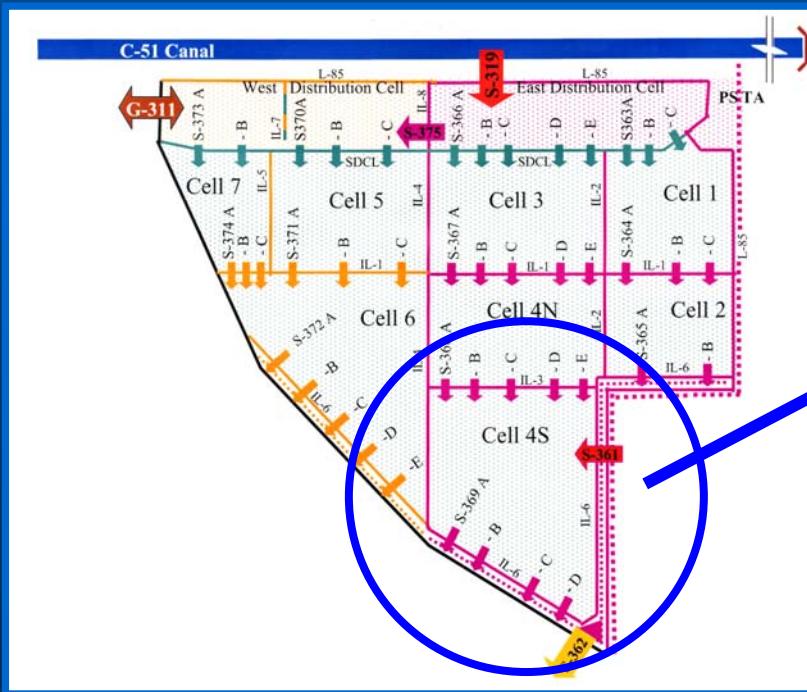 C-51 Canal
L-85
L-85
West Distribution Cell
East Distribution Cell
G-311
S-319
PSTA
S-373 A
- B
IL-7
S370A
- B
- C
IL-8
S-375
S-366 A
- B
- C
- D
- E
S363A
- B
- C
SDCL
SDCL
Cell 7
IL-5
Cell 5
IL-4
Cell 3
IL-2
Cell 1
L-85
S-374 A
- B
- C
S-371 A
- B
- C
S-367 A
- B
- C
- D
- E
S-364 A
- B
- C
IL-1
IL-1
IL-1
Cell 6
Cell 4N
IL-2
Cell 2
S-372 A
-B
-C
-D
-E
IL-6
- B
- C
- D
- E
IL-3
S-365 A
- B
IL-6
Cell 4S
S-361
IL-6
S-369 A
- B
- C
- D
IL-6